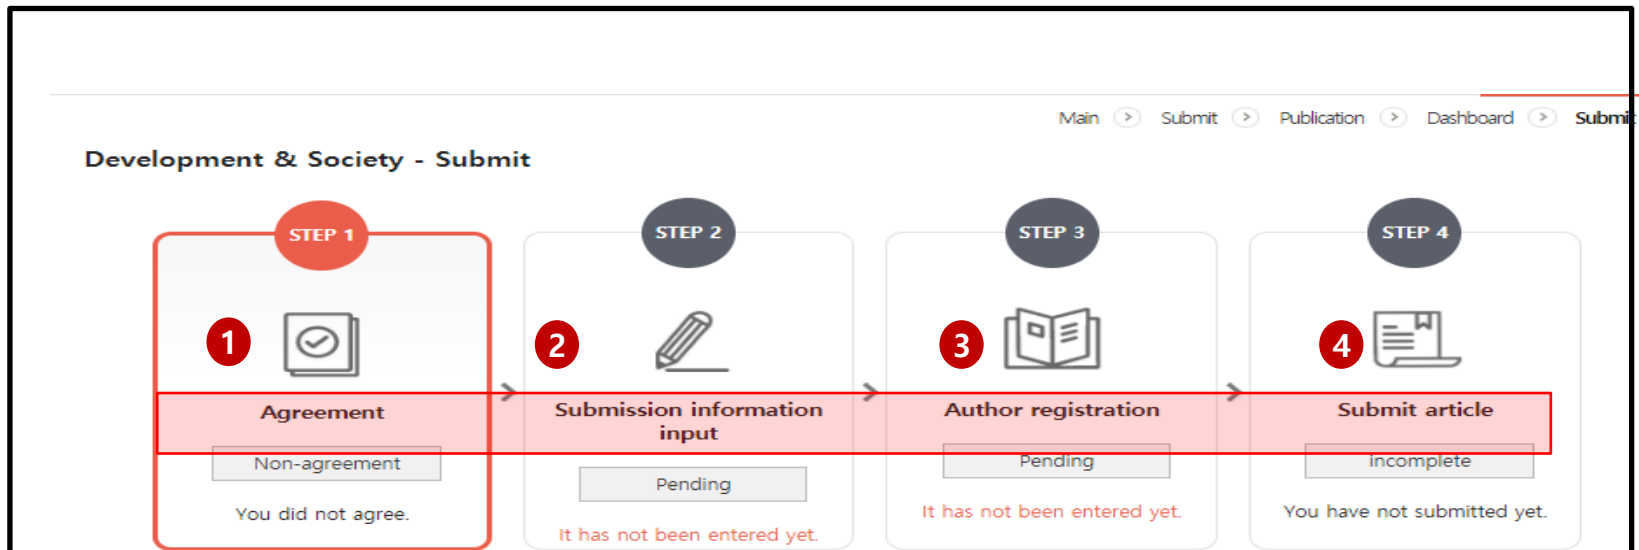 Main > Submit > Publication > Dashboard > Submit
Development & Society - Submit
STEP 1
STEP 2
STEP 3
STEP 4
1
2
3
4
Agreement
Submission information
input
Author registration
Submit article
Non-agreement
Pending
Pending
incomplete
You did not agree.
It has not been entered yet.
It has not been entered yet.
You have not submitted yet.